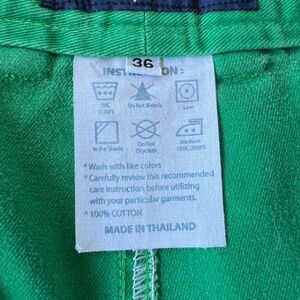 36
INSTRUCTION :
50C
(120F)
Do Not Bleach
Low
In the Shade
Do Not
Dryclean
Medium
150C (300F)
* Wash with like colors
* Carefully review this recommended
care instruction before utilizing
with your particular garments.
* 100% COTTON
MADE IN THAILAND